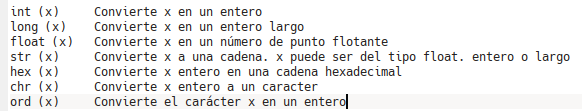 int (x) Convierte x en un entero
long (x) Convierte x en un entero largo
float (x) Convierte x en un número de punto flotante
str (x) Convierte x a una cadena. x puede ser del tipo float. entero o largo
hex (x) Convierte x entero en una cadena hexadecimal
chr (x) Convierte x entero a un caracter
ord (x) Convierte el carácter x en un entero